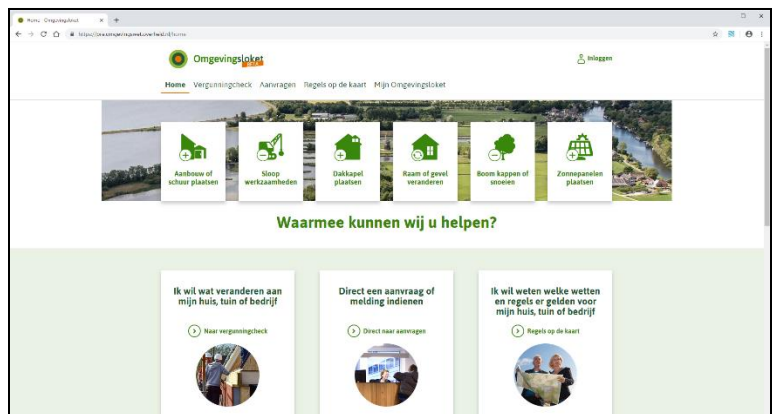 Home - Omgevingsloket
Omgevingsloket
BETA
Inloggen
Home Vergunningcheck Aanvragen Regels op de kaart Mijn Omgevingsloket
Aanbouw of
schuur plaatsen
Sloop
werkzaamheden
Dakkapel
plaatsen
Raam of gevel
veranderen
Boom kappen of
snoeien
Zonnepanelen
plaatsen
Waarmee kunnen wij u helpen?
Ik wil wat veranderen aan
mijn huis, tuin of bedrijf
Naar vergunningcheck
Direct een aanvraag of
melding indienen
Direct naar aanvragen
Ik wil weten welke wetten
en regels er gelden voor
mijn huis, tuin of bedrijf
Regels op de kaart